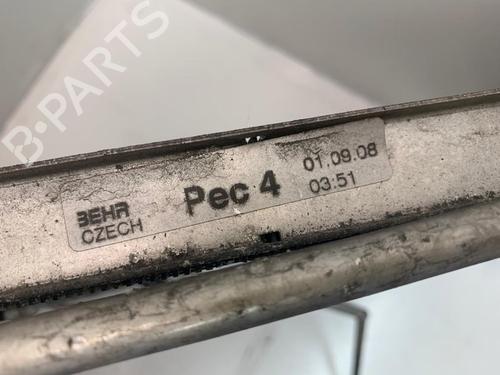 B-PARTS
BEHR
CZECH
Pec 4
01.09.08
03:51